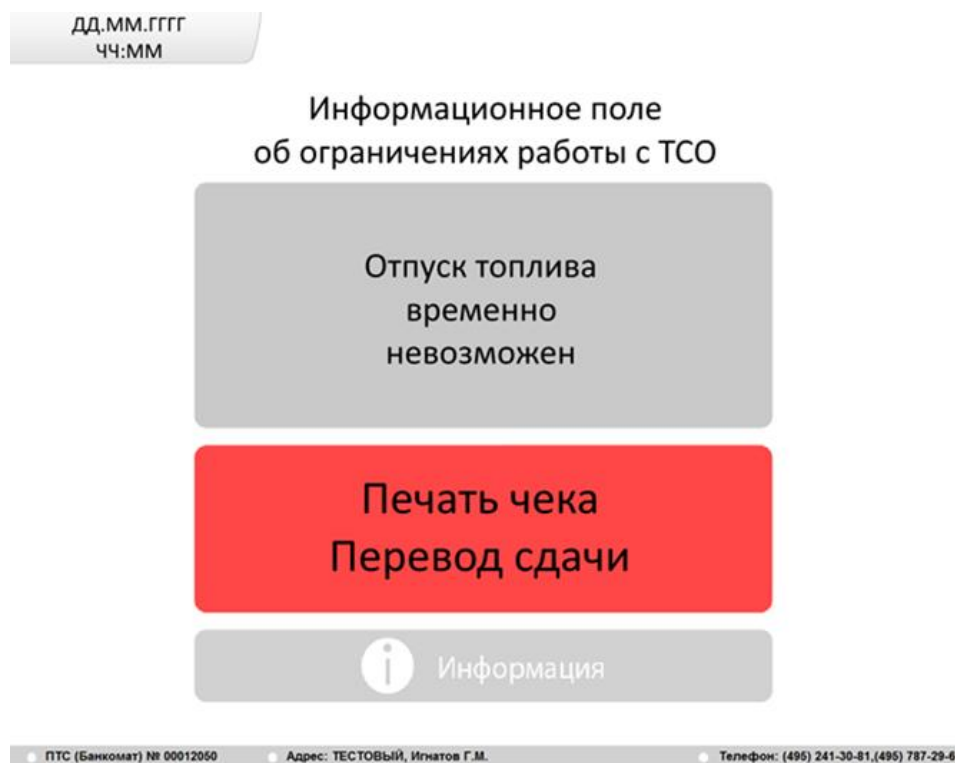 ДД.ММ.ГГГГ
ЧЧ:ММ
Информационное поле
об ограничениях работы с ТСО
Отпуск топлива
временно
невозможен
Печать чека
Перевод сдачи
i Информация
ПТС (Банкомат) № 00012050 Адрес: ТЕСТОВЫЙ, Игнатов Г.М. Телефон: (495) 241-30-81,(495) 787-29-6